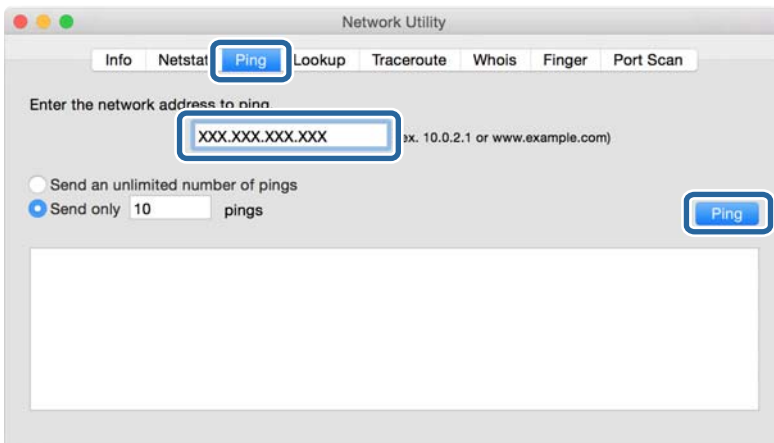 Network Utility
Info Netstat Ping Lookup Traceroute Whois Finger Port Scan
Enter the network address to ping.
XXX.XXX.XXX.XXX ex. 10.0.2.1 or www.example.com)
Send an unlimited number of pings
Send only 10 pings
Ping